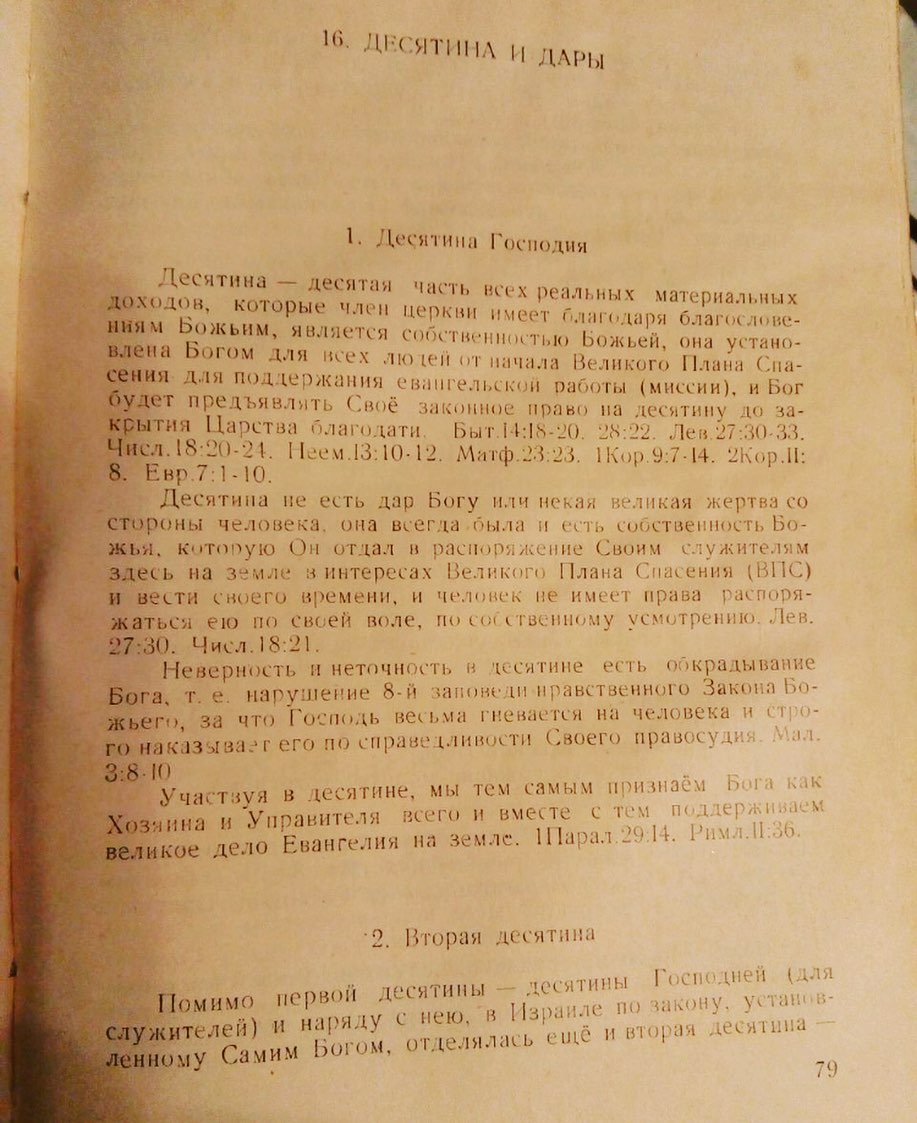 16. ДЕСЯТИНА И ДАРЫ
1. Десятина Господия
Десятина — десятая часть всех реальных материальных
доходов, которые член церкви имеет благодаря благослове-
ниям Божьим, является собственностью Божьей, она устано-
влена Богом для всех людей от начала Великого Плана Спа-
сения для поддержания евангельской работы (миссии), и Бог
будет предъявлять Своё законное право на десятину до за-
крытия Царства благодати. Быт.14:18-20. 28:22. Лев.27:30-33.
Числ.18:20-24. Неем.13:10-12. Матф.23:23. 1Кор.9:7-14. 2Кор.11:
8. Евр.7:1-10.
Десятина не есть дар Богу или некая великая жертва со
стороны человека, она всегда была и есть собственность Бо-
жья, которую Он отдал в распоряжение Своим служителям
здесь на земле в интересах Великого Плана Спасения (ВПС)
и вести своего времени, и человек не имеет права распоря-
жаться ею по своей воле, по собственному усмотрению. Лев.
27:30. Числ.18:21.
Неверность и неточность в десятине есть обкрадывание
Бога, т. е. нарушение 8-й заповеди нравственного Закона Бо-
жьего, за что Господь весьма гневается на человека и стро-
го наказывает его по справедливости Своего правосудия. Мал.
3:8-10
Участвуя в десятине, мы тем самым признаём Бога как
Хозяина и Управителя всего и вместе с тем поддерживаем
великое дело Евангелия на земле. 1Парал.29:14. Римл.11:36.
2. Вторая десятина
Помимо первой десятины — десятины Господней (для
служителей) и наряду с нею, в Израиле по закону, установ-
ленному Самим Богом, отделялась ещё и вторая десятина —
79